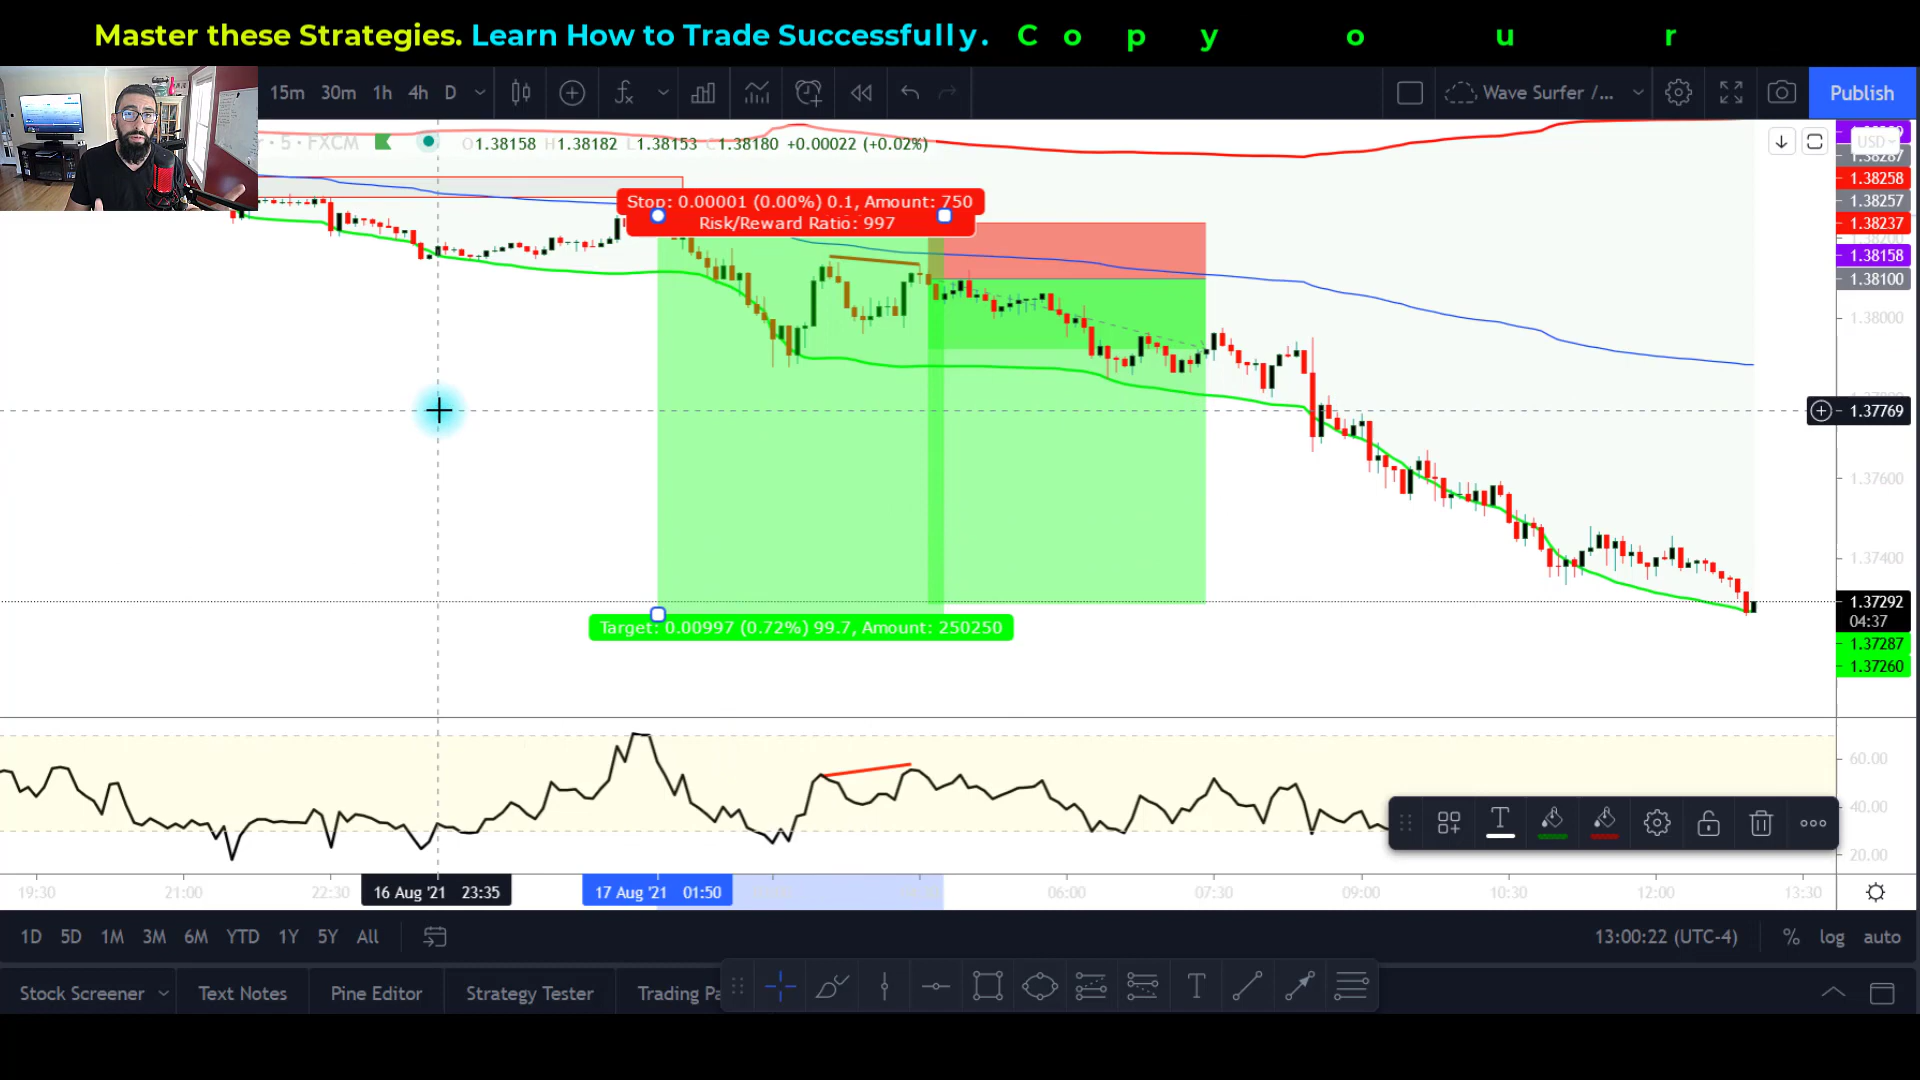 Master these Strategies. Learn How to Trade Successfully. C o p y o u r
15m 30m 1h 4h D
Wave Surfer /...
Publish
· 5 · FXCM
O1.38158 H1.38182 L1.38153 C1.38180 +0.00022 (+0.02%)
USD
1.38287
1.38258
1.38257
1.38237
1.38158
1.38100
1.38000
1.37769
1.37600
1.37400
1.37292
04:37
1.37287
1.37260
Stop: 0.00001 (0.00%) 0.1, Amount: 750
Risk/Reward Ratio: 997
Target: 0.00997 (0.72%) 99.7, Amount: 250250
60.00
40.00
20.00
19:30 21:00 22:30 16 Aug '21 23:35 17 Aug '21 01:50 06:00 07:30 09:00 10:30 12:00 13:30
1D 5D 1M 3M 6M YTD 1Y 5Y All
13:00:22 (UTC-4) % log auto
Stock Screener Text Notes Pine Editor Strategy Tester Trading Pa